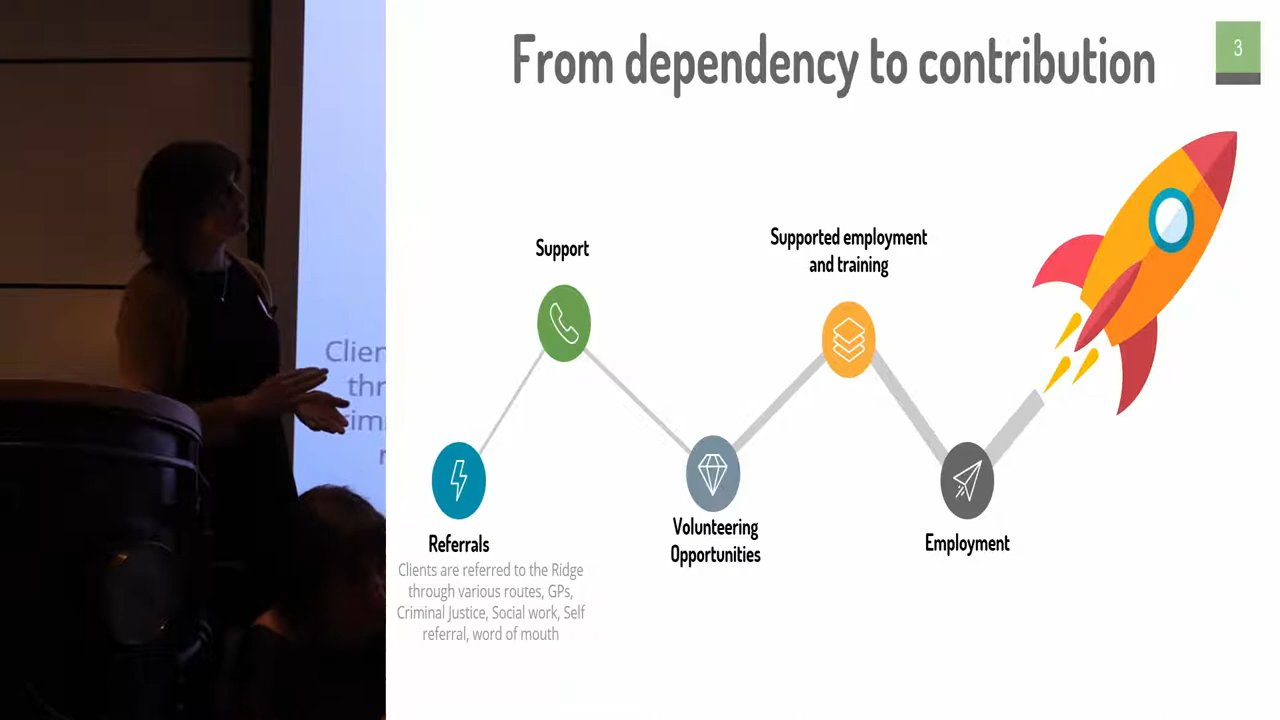 From dependency to contribution
3
Support
Supported employment
and training
Referrals
Clients are referred to the Ridge
through various routes, GPs,
Criminal Justice, Social work, Self
referral, word of mouth
Volunteering
Opportunities
Employment